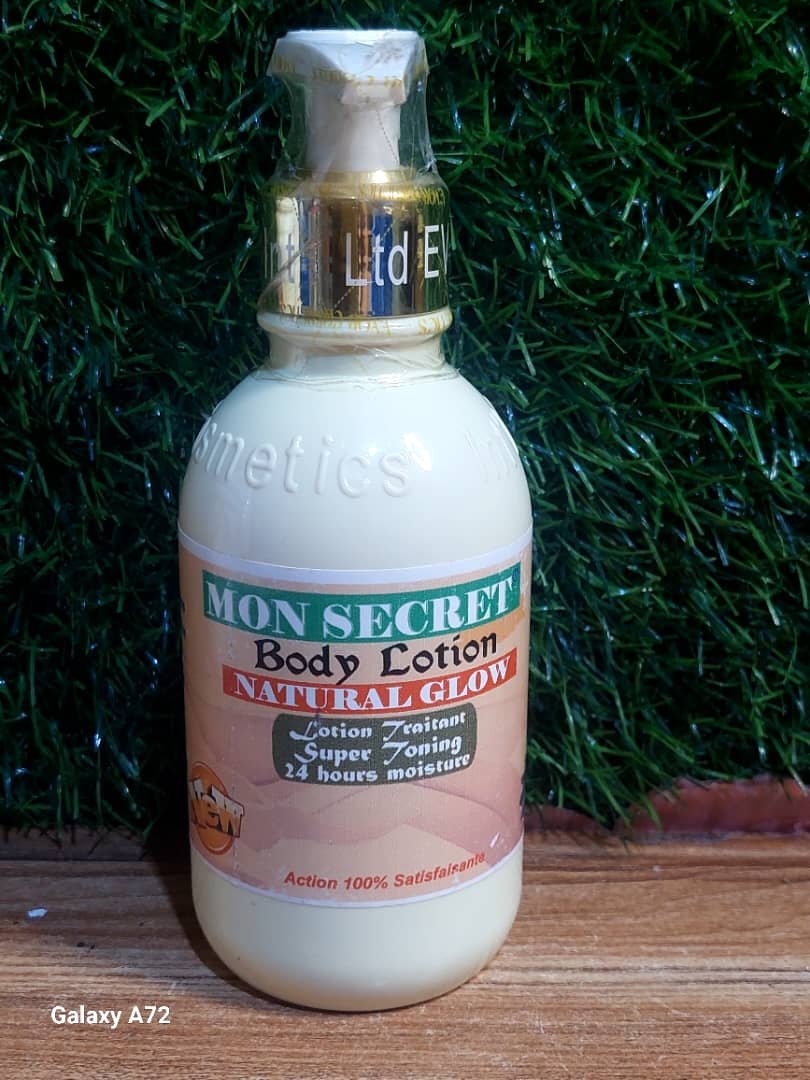 Ltd
smetics
MON SECRET
Body Lotion
NATURAL GLOW
Lotion Traitant
Super Toning
24 hours moisture
New
Action 100% Satisfaisante
Galaxy A72